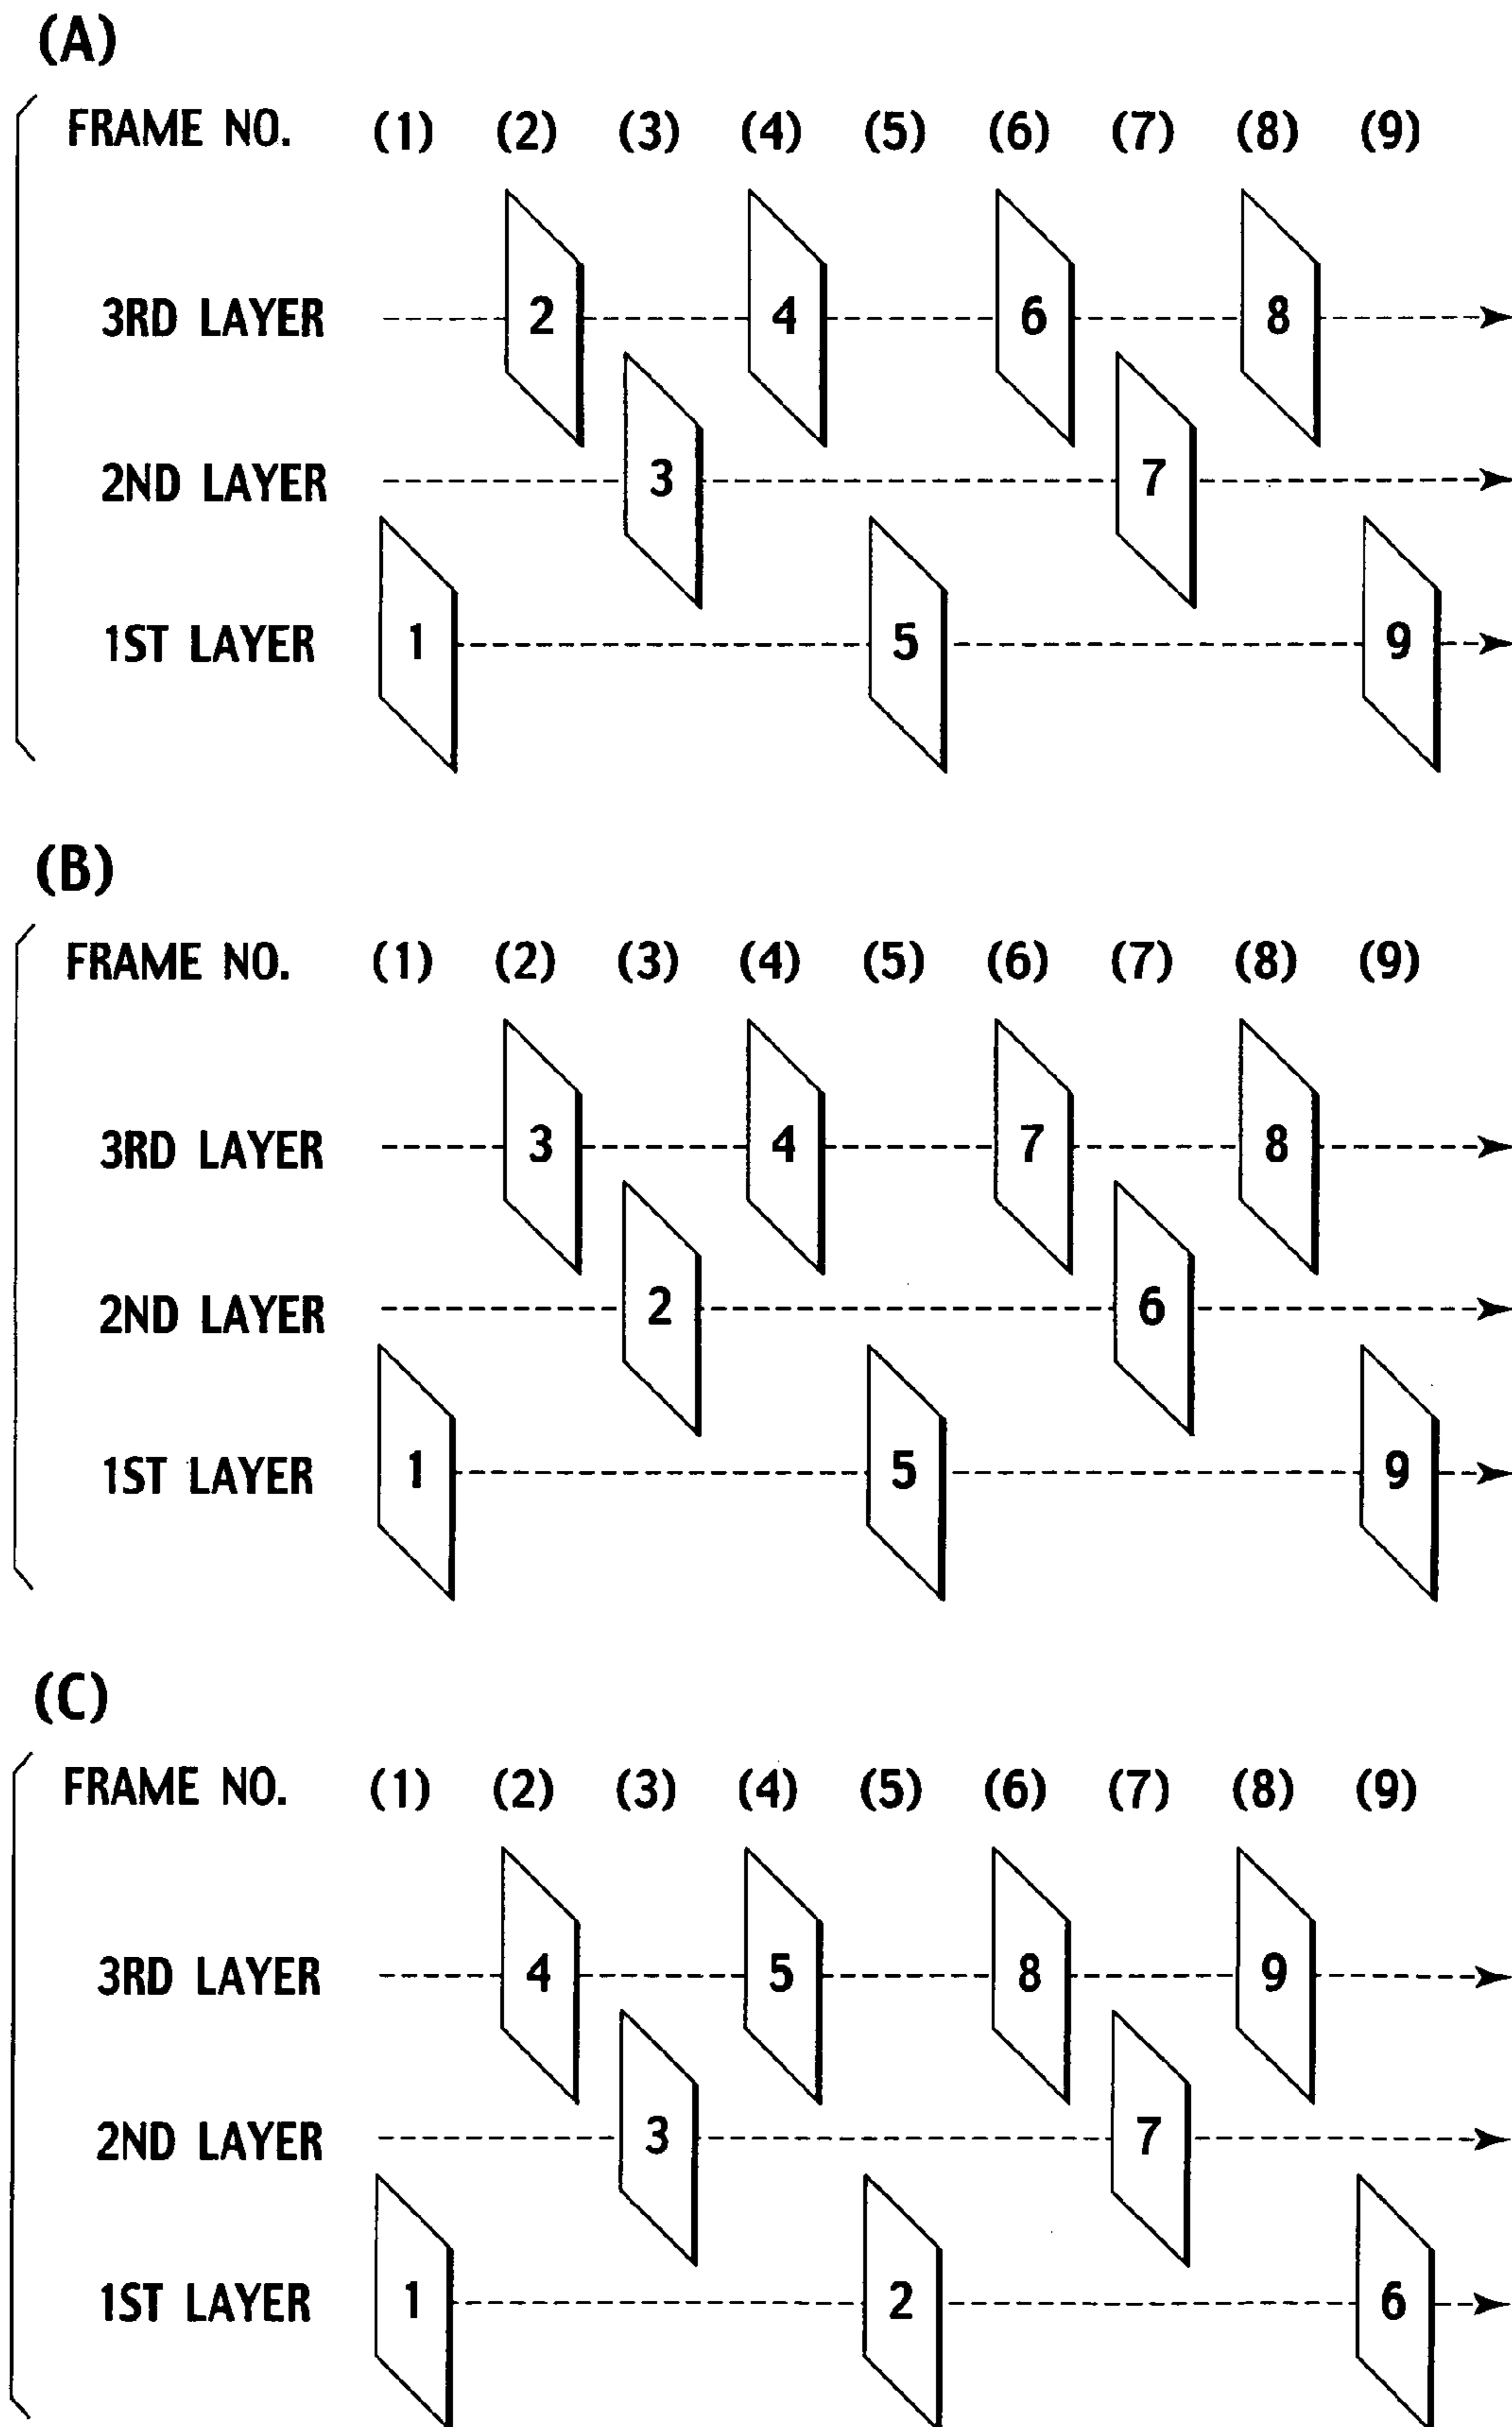 (A)
FRAME NO. (1) (2) (3) (4) (5) (6) (7) (8) (9)
3RD LAYER 2 4 6 8
2ND LAYER 3 7
1ST LAYER 1 5 9
(B)
FRAME NO. (1) (2) (3) (4) (5) (6) (7) (8) (9)
3RD LAYER 3 4 7 8
2ND LAYER 2 6
1ST LAYER 1 5 9
(C)
FRAME NO. (1) (2) (3) (4) (5) (6) (7) (8) (9)
3RD LAYER 4 5 8 9
2ND LAYER 3 7
1ST LAYER 1 2 6